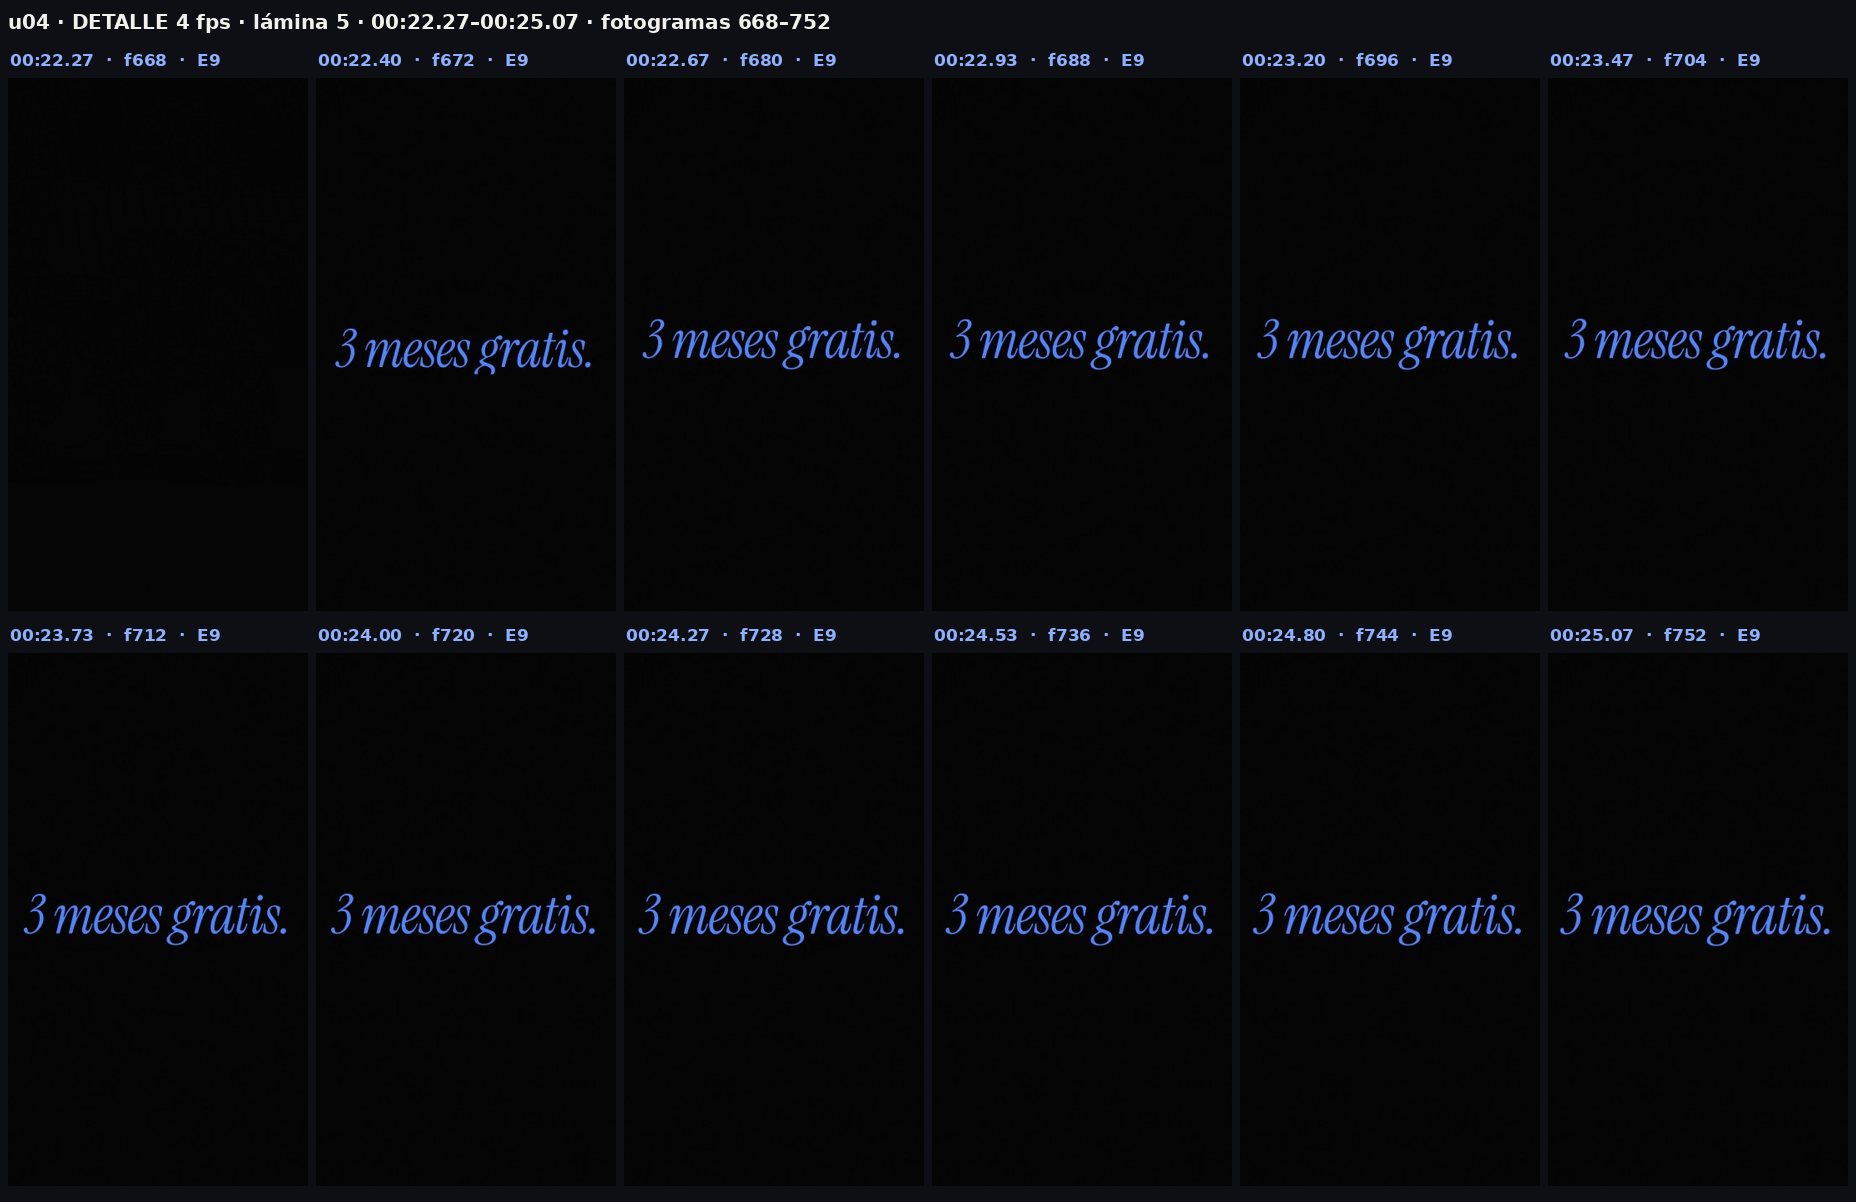 u04 · DETALLE 4 fps · lámina 5 · 00:22.27–00:25.07 · fotogramas 668–752
00:22.27 · f668 · E9
00:22.40 · f672 · E9
00:22.67 · f680 · E9
00:22.93 · f688 · E9
00:23.20 · f696 · E9
00:23.47 · f704 · E9
3 meses gratis.
3 meses gratis.
3 meses gratis.
3 meses gratis.
3 meses gratis.
00:23.73 · f712 · E9
00:24.00 · f720 · E9
00:24.27 · f728 · E9
00:24.53 · f736 · E9
00:24.80 · f744 · E9
00:25.07 · f752 · E9
3 meses gratis.
3 meses gratis.
3 meses gratis.
3 meses gratis.
3 meses gratis.
3 meses gratis.